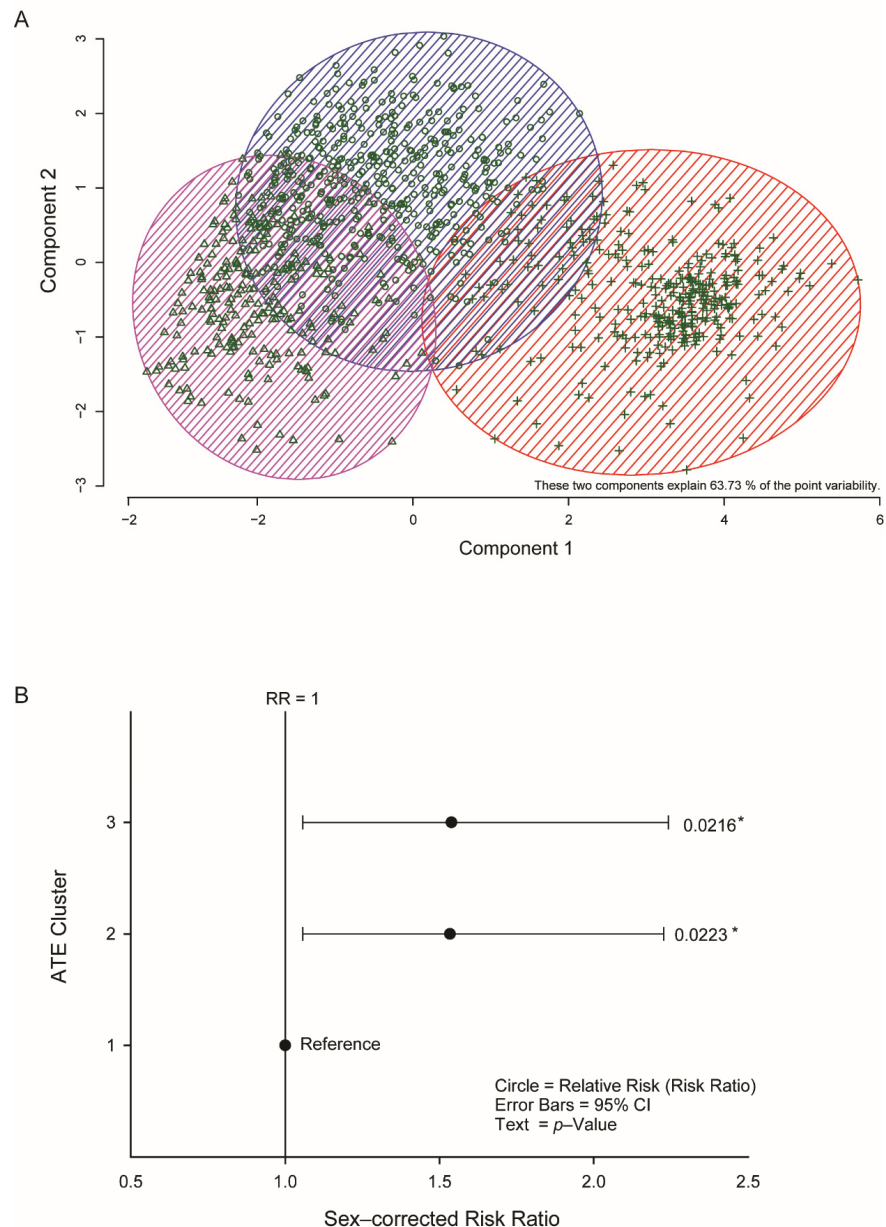 A
3
2
1
0
−1
−2
−3
Component 2
These two components explain 63.73 % of the point variability.
−2 −2 0 2 4 6
Component 1
B
RR = 1
3
2
1
ATE Cluster
0.0216*
0.0223 *
Reference
Circle = Relative Risk (Risk Ratio)
Error Bars = 95% CI
Text = p–Value
0.5 1.0 1.5 2.0 2.5
Sex–corrected Risk Ratio